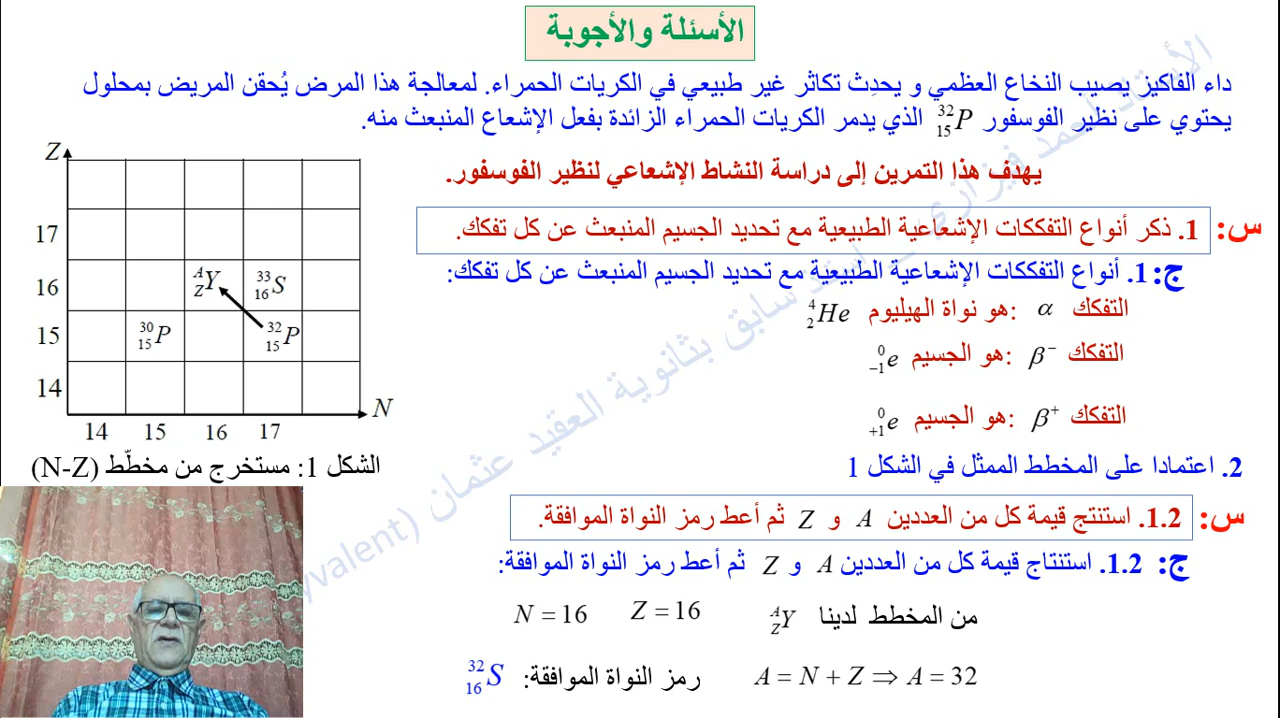 الأسئلة والأجوبة
داء الفاكيز يصيب النخاع العظمي و يحدِث تكاثر غير طبيعي في الكريات الحمراء. لمعالجة هذا المرض يُحقن المريض بمحلول
يحتوي على نظير الفوسفور ³²₁₅P الذي يدمر الكريات الحمراء الزائدة بفعل الإشعاع المنبعث منه.
يهدف هذا التمرين إلى دراسة النشاط الإشعاعي لنظير الفوسفور.
س: 1. ذكر أنواع التفككات الإشعاعية الطبيعية مع تحديد الجسيم المنبعث عن كل تفكك.
ج: 1. أنواع التفككات الإشعاعية الطبيعية مع تحديد الجسيم المنبعث عن كل تفكك:
التفكك α :هو نواة الهيليوم ⁴₂He
التفكك β⁻ :هو الجسيم ⁰₋₁e
التفكك β⁺ :هو الجسيم ⁰₊₁e
2. اعتمادا على المخطط الممثل في الشكل 1
س: 1.2. استنتج قيمة كل من العددين A و Z ثم أعط رمز النواة الموافقة.
ج: 1.2. استنتاج قيمة كل من العددين A و Z ثم أعط رمز النواة الموافقة:
من المخطط لدينا ᴬZY Z = 16 N = 16
A = N + Z ⇒ A = 32 رمز النواة الموافقة: ³²₁₆S
Z
17
16 ᴬZY ³³₁₆S
15 ³⁰₁₅P ³²₁₅P
14
N
14 15 16 17
الشكل 1: مستخرج من مخطّط (N-Z)